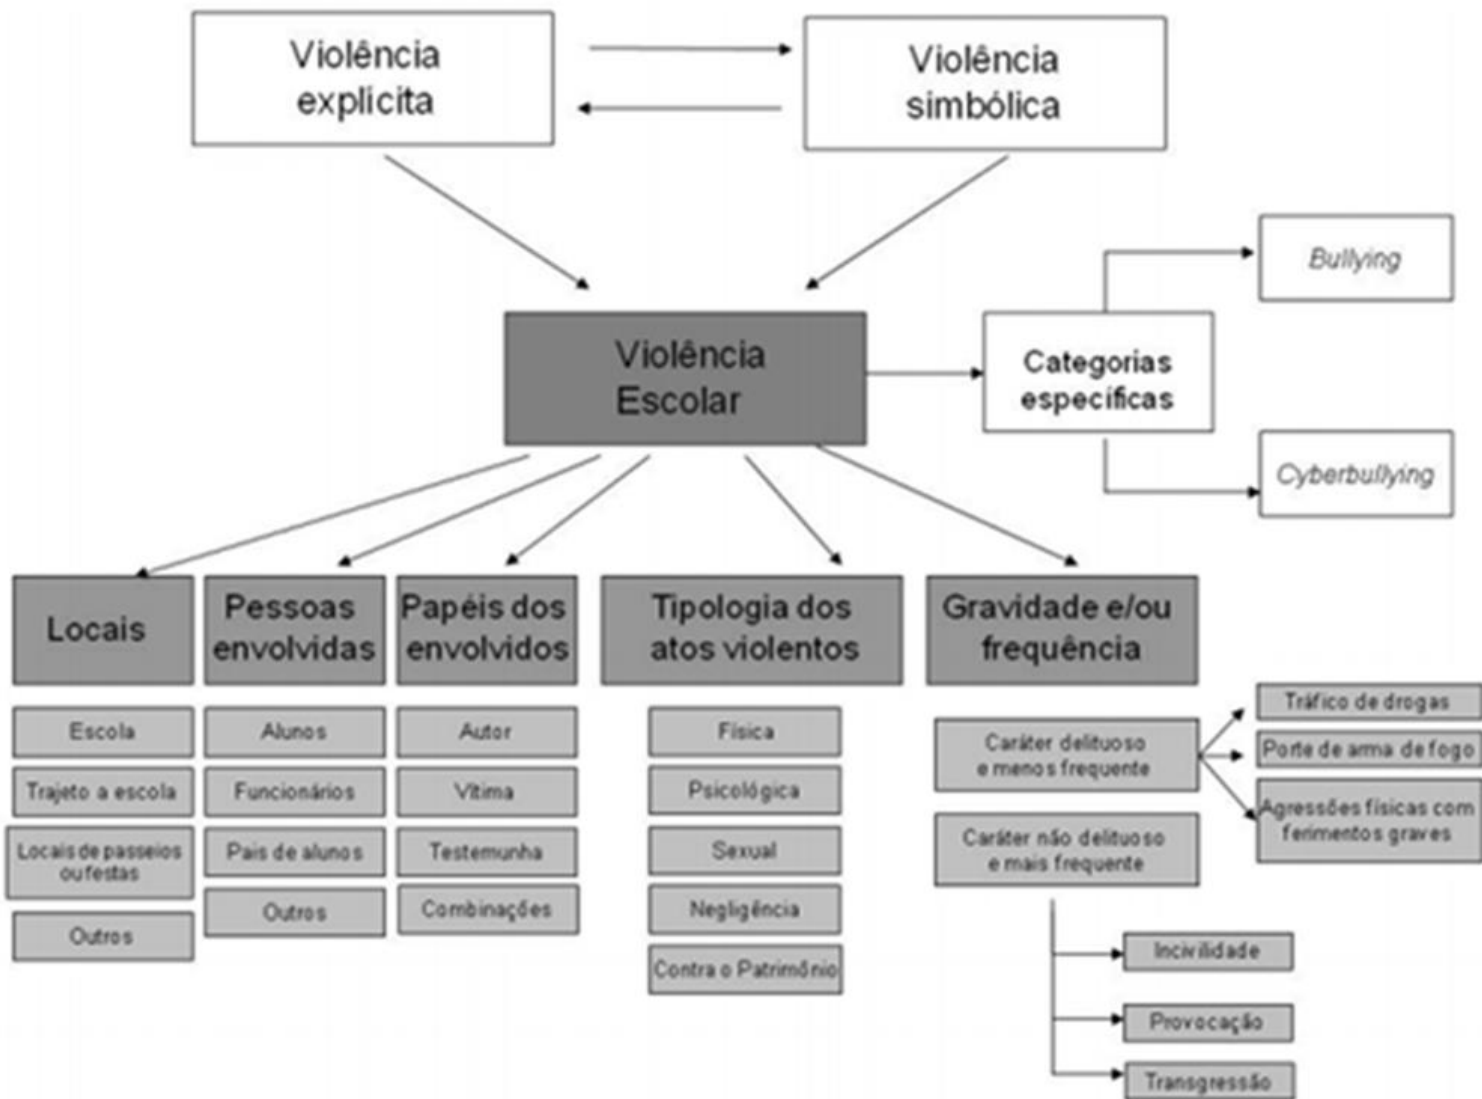 Violência
explícita
Violência
simbólica
Bullying
Violência
Escolar
Categorias
específicas
Cyberbullying
Locais
Pessoas
envolvidas
Papéis dos
envolvidos
Tipologia dos
atos violentos
Gravidade e/ou
frequência
Escola
Trajeto a escola
Locais de passeios
ou festas
Outros
Alunos
Funcionários
Pais de alunos
Outros
Autor
Vítima
Testemunha
Combinações
Física
Psicológica
Sexual
Negligência
Contra o Patrimônio
Caráter delituoso
e menos frequente
Tráfico de drogas
Porte de arma de fogo
Agressões físicas com
ferimentos graves
Caráter não delituoso
e mais frequente
Incivilidade
Provocação
Transgressão